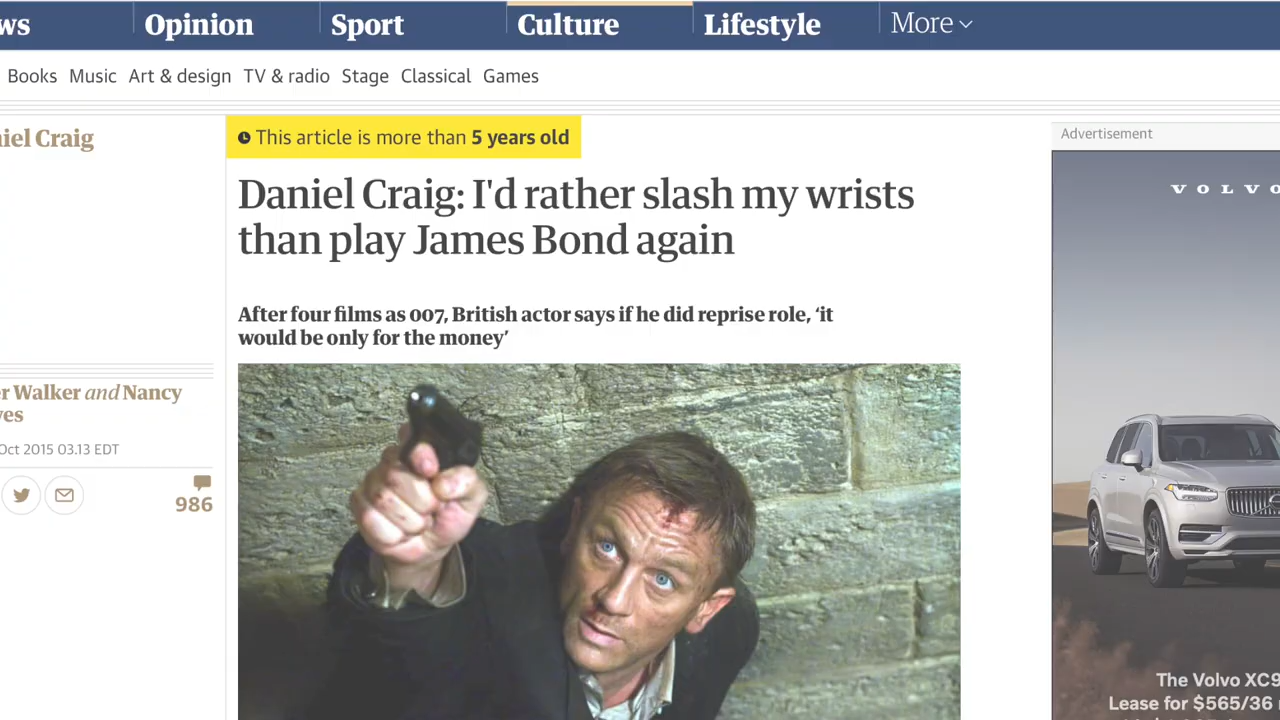 ws Opinion Sport Culture Lifestyle More
Books Music Art & design TV & radio Stage Classical Games
iel Craig
This article is more than 5 years old
Advertisement
VOLVO
Daniel Craig: I'd rather slash my wrists
than play James Bond again
After four films as 007, British actor says if he did reprise role, ‘it
would be only for the money’
r Walker and Nancy
es
Oct 2015 03.13 EDT
986
The Volvo XC9
Lease for $565/36